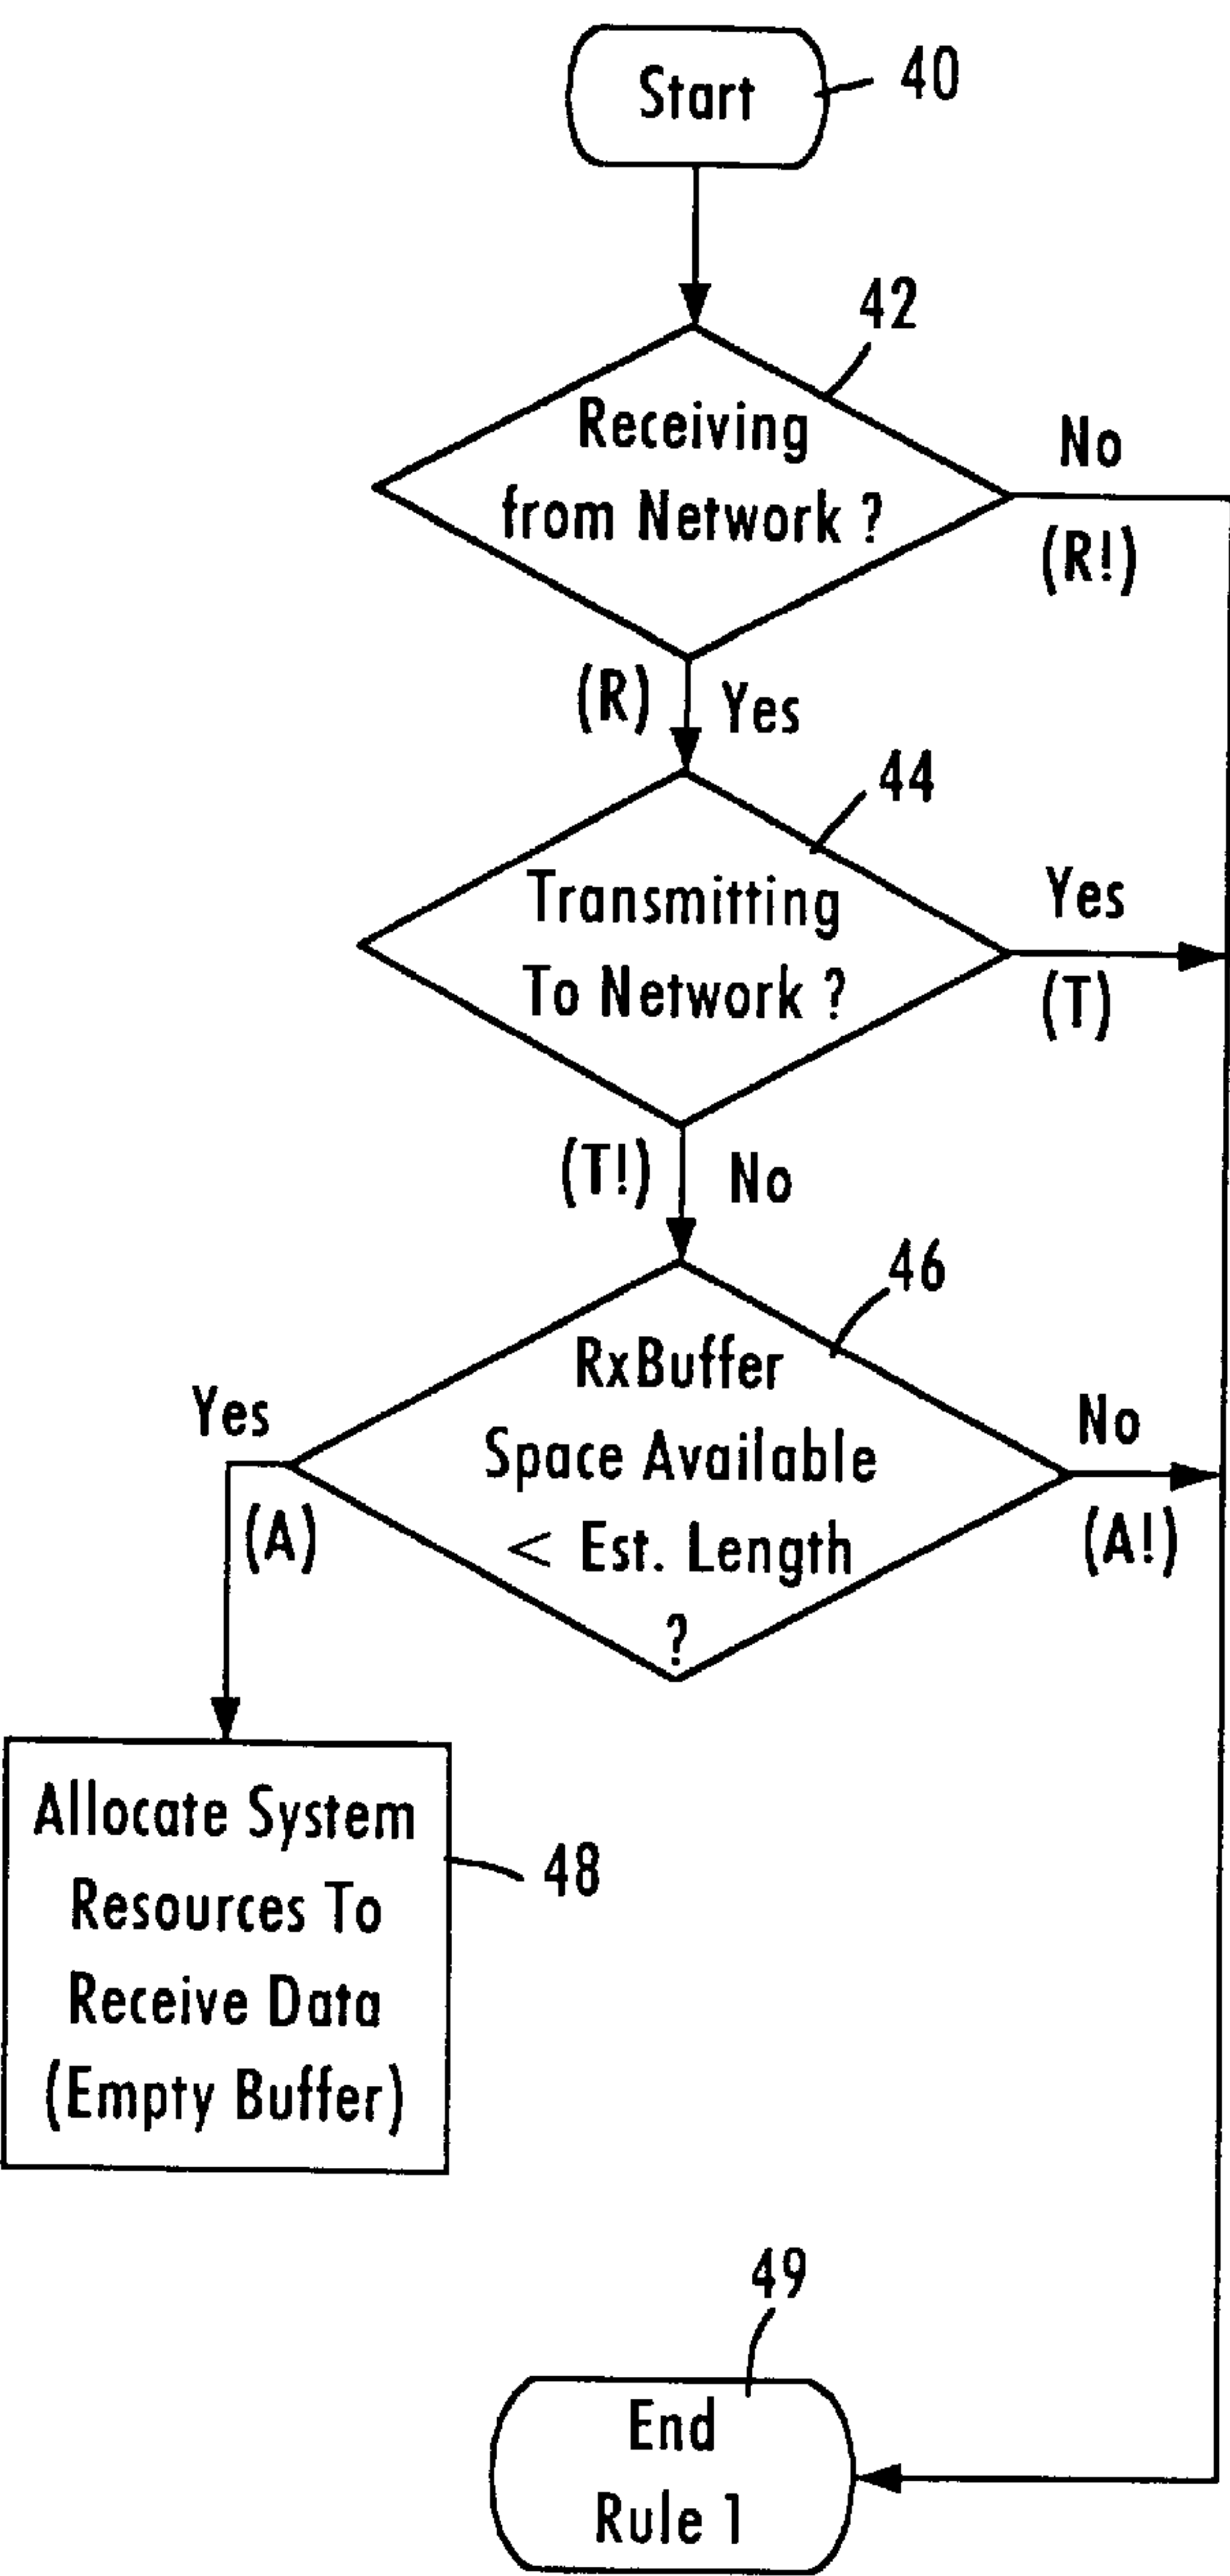 Start
40
42
Receiving
from Network ?
No
(R!)
(R)
Yes
44
Transmitting
To Network ?
Yes
(T)
(T!)
No
46
RxBuffer
Space Available
< Est. Length
?
Yes
(A)
No
(A!)
Allocate System
Resources To
Receive Data
(Empty Buffer)
48
49
End
Rule 1